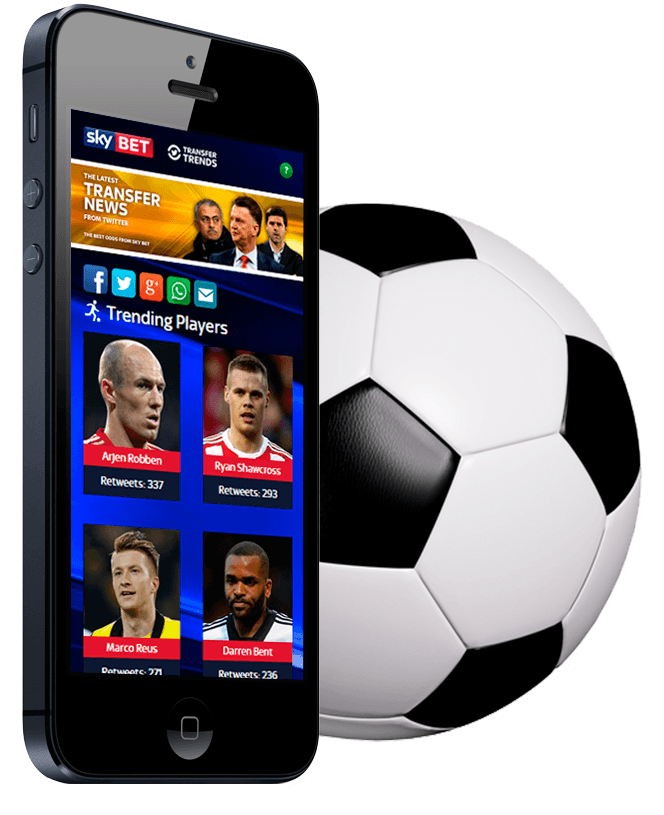 sky BET
TRANSFER
TRENDS
?
THE LATEST
TRANSFER
NEWS
FROM TWITTER
THE BEST ODDS FROM SKY BET
f
g+
Trending Players
Arjen Robben
Ryan Shawcross
Retweets: 337
Retweets: 293
Marco Reus
Darren Bent
Retweets: 271
Retweets: 236